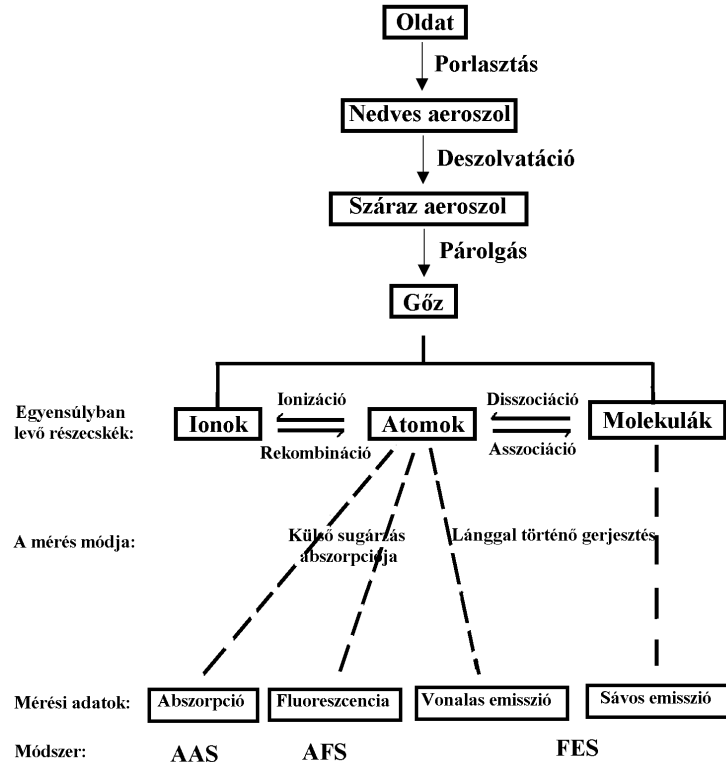 Oldat
Porlasztás
Nedves aeroszol
Deszolvatáció
Száraz aeroszol
Párolgás
Gőz
Egyensúlyban
levő részecskék:
Ionok
Ionizáció
Rekombináció
Atomok
Disszociáció
Asszociáció
Molekulák
A mérés módja:
Külső sugárzás
abszorpciója
Lánggal történő gerjesztés
Mérési adatok:
Abszorpció
Fluoreszcencia
Vonalas emisszió
Sávos emisszió
Módszer:
AAS
AFS
FES